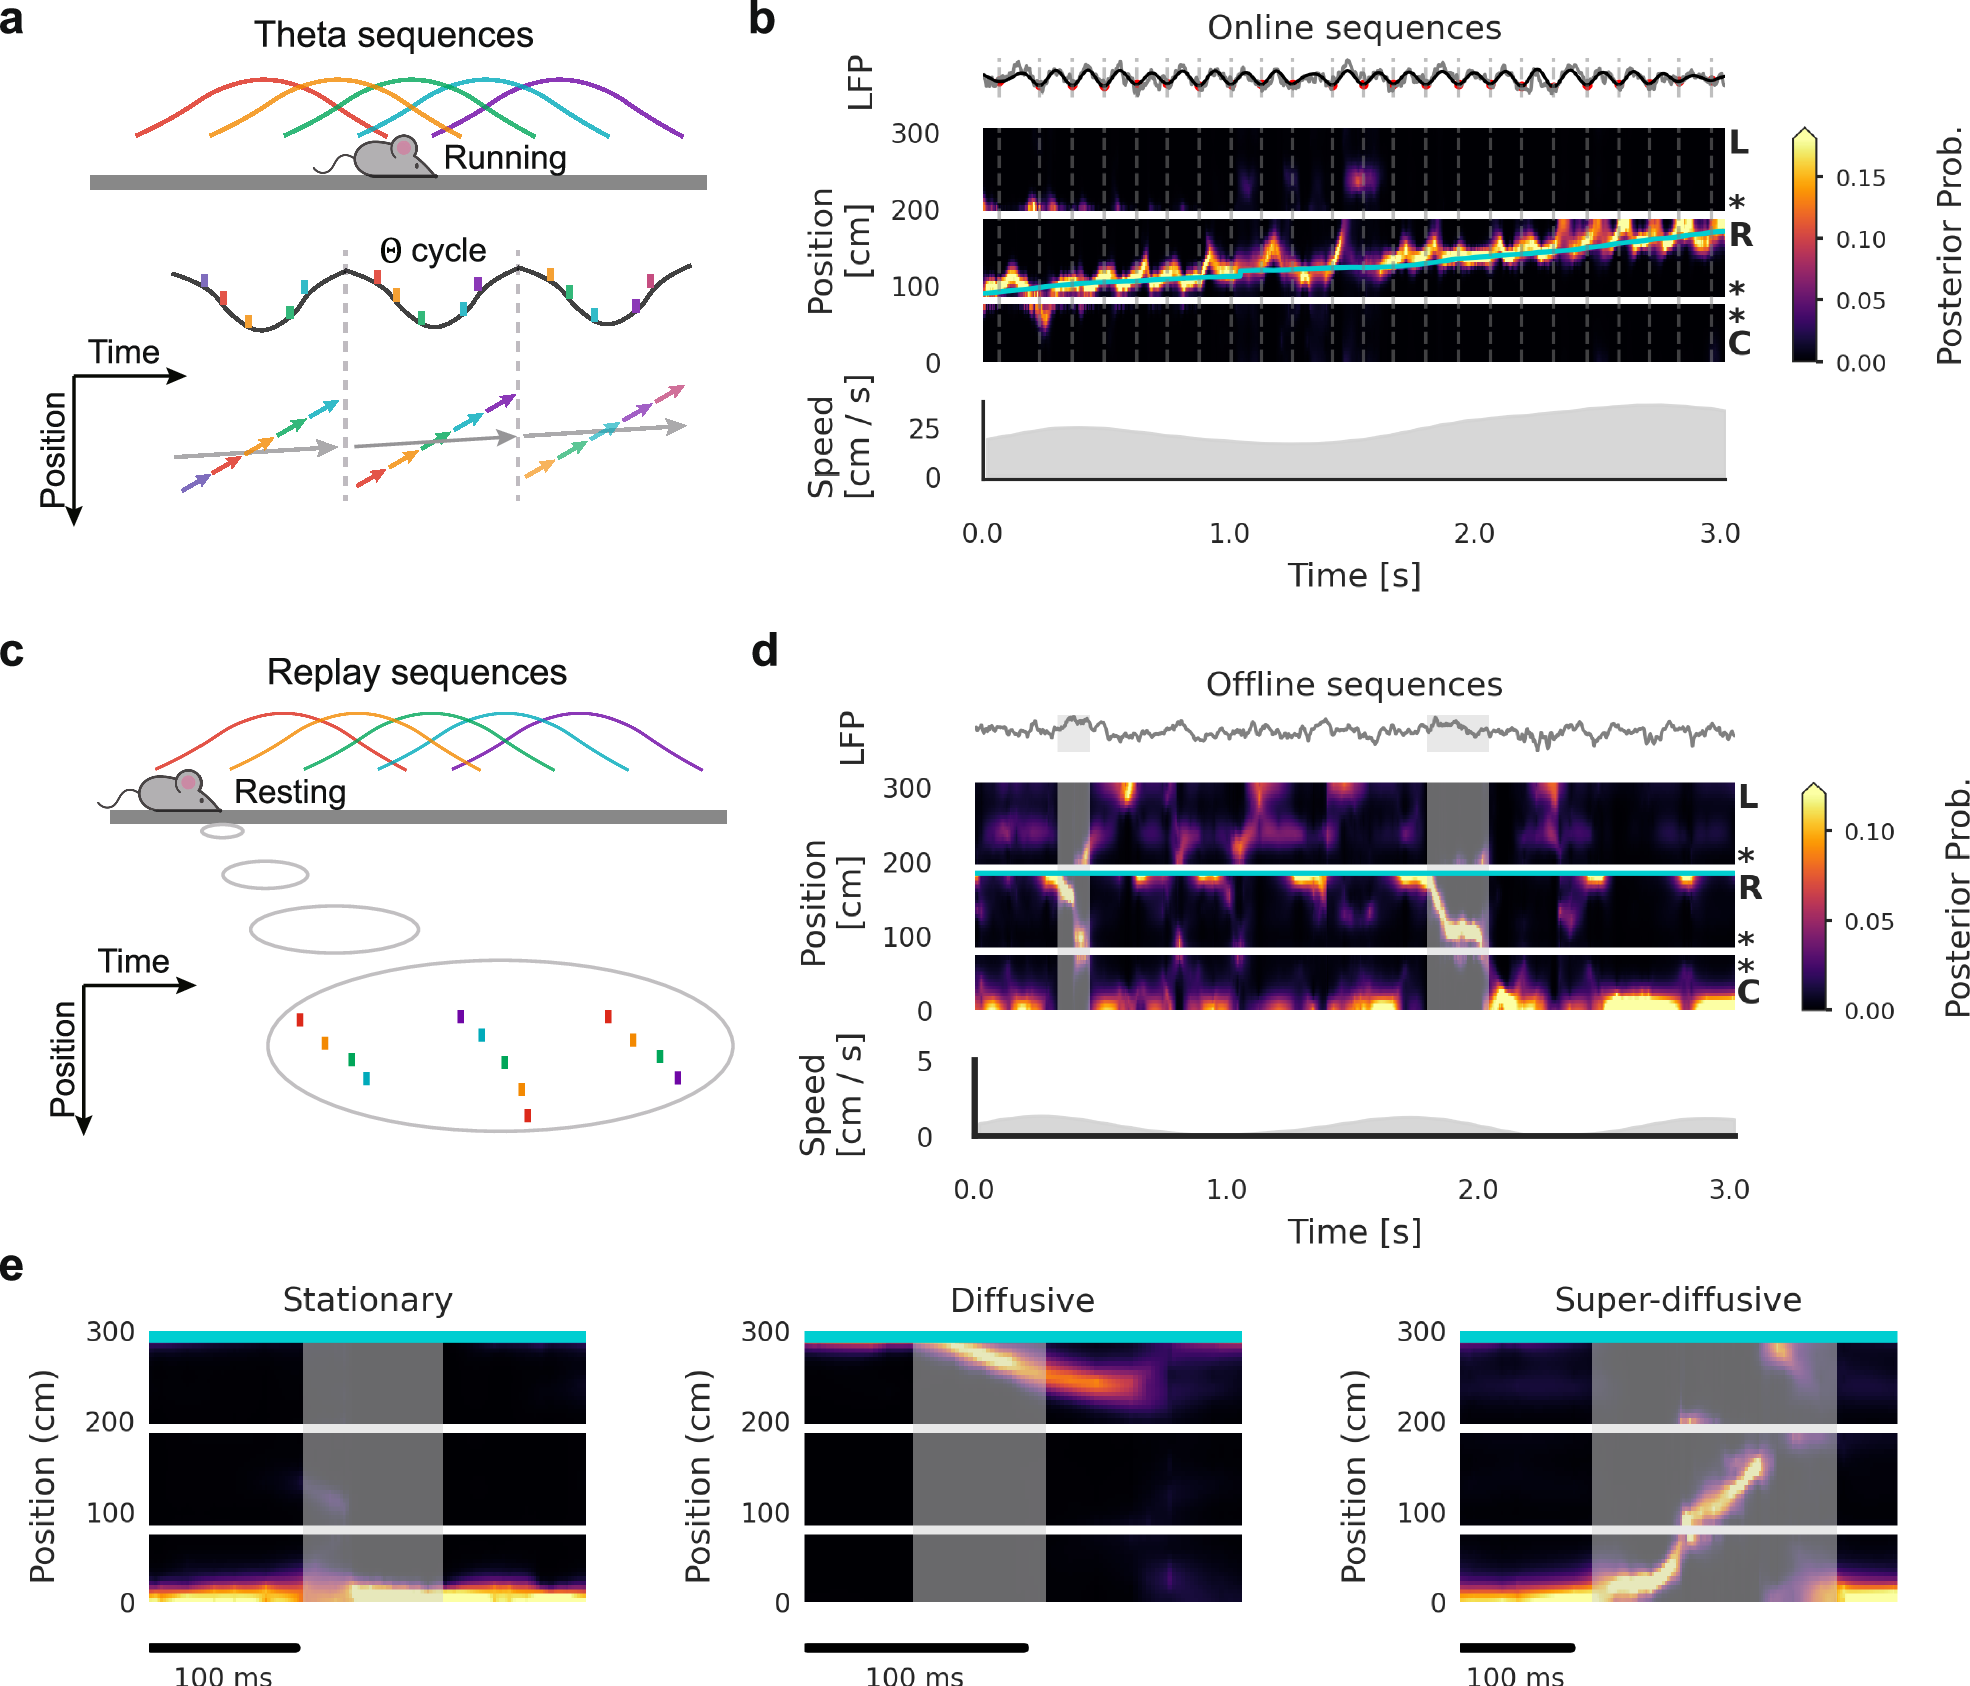 a
Theta sequences
Running
Θ cycle
Time
Position
b
Online sequences
LFP
300
200
100
0
Position
[cm]
L
*
R
*
*
C
0.15
0.10
0.05
0.00
Posterior Prob.
Speed
[cm / s]
25
0
0.0 1.0 2.0 3.0
Time [s]
c
Replay sequences
Resting
Time
Position
d
Offline sequences
LFP
300
200
100
0
Position
[cm]
L
*
R
*
*
C
0.10
0.05
0.00
Posterior Prob.
Speed
[cm / s]
5
0
0.0 1.0 2.0 3.0
Time [s]
e
Stationary
Position (cm)
300
200
100
0
100 ms
Diffusive
Position (cm)
300
200
100
0
100 ms
Super-diffusive
Position (cm)
300
200
100
0
100 ms